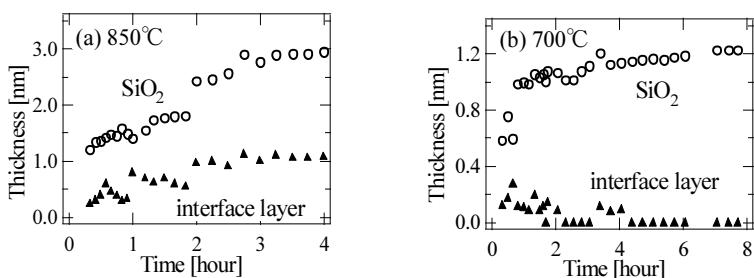 (a) 850℃
Thickness [nm]
3.0
2.0
1.0
0.0
SiO₂
interface layer
0
1
2
3
4
Time [hour]
(b) 700℃
Thickness [nm]
1.2
0.8
0.4
0.0
SiO₂
interface layer
0
2
4
6
8
Time [hour]